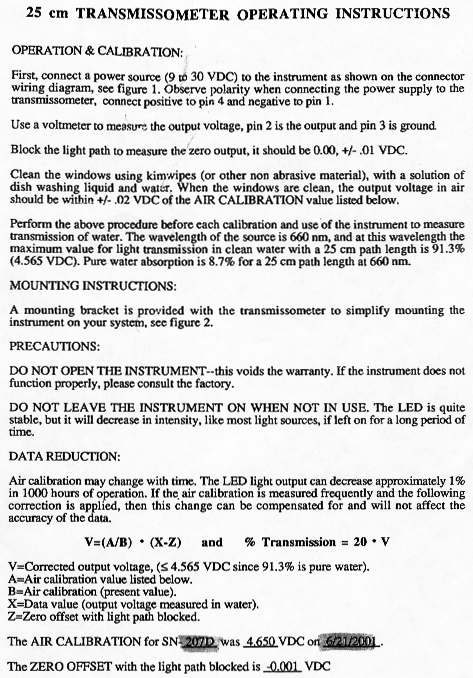 25 cm TRANSMISSOMETER OPERATING INSTRUCTIONS
OPERATION & CALIBRATION:
First, connect a power source (9 to 30 VDC) to the instrument as shown on the connector
wiring diagram, see figure 1. Observe polarity when connecting the power supply to the
transmissometer, connect positive to pin 4 and negative to pin 1.
Use a voltmeter to measure the output voltage, pin 2 is the output and pin 3 is ground.
Block the light path to measure the zero output, it should be 0.00, +/- .01 VDC.
Clean the windows using kimwipes (or other non abrasive material), with a solution of
dish washing liquid and water. When the windows are clean, the output voltage in air
should be within +/- .02 VDC of the AIR CALIBRATION value listed below.
Perform the above procedure before each calibration and use of the instrument to measure
transmission of water. The wavelength of the source is 660 nm, and at this wavelength the
maximum value for light transmission in clean water with a 25 cm path length is 91.3%
(4.565 VDC). Pure water absorption is 8.7% for a 25 cm path length at 660 nm.
MOUNTING INSTRUCTIONS:
A mounting bracket is provided with the transmissometer to simplify mounting the
instrument on your system, see figure 2.
PRECAUTIONS:
DO NOT OPEN THE INSTRUMENT--this voids the warranty. If the instrument does not
function properly, please consult the factory.
DO NOT LEAVE THE INSTRUMENT ON WHEN NOT IN USE. The LED is quite
stable, but it will decrease in intensity, like most light sources, if left on for a long period of
time.
DATA REDUCTION:
Air calibration may change with time. The LED light output can decrease approximately 1%
in 1000 hours of operation. If the air calibration is measured frequently and the following
correction is applied, then this change can be compensated for and will not affect the
accuracy of the data.
V=(A/B) • (X-Z) and % Transmission = 20 • V
V=Corrected output voltage, (≤ 4.565 VDC since 91.3% is pure water).
A=Air calibration value listed below.
B=Air calibration (present value).
X=Data value (output voltage measured in water).
Z=Zero offset with light path blocked.
The AIR CALIBRATION for SN- 207D was 4.650 VDC on 6/21/2001.
The ZERO OFFSET with the light path blocked is -0.001 VDC